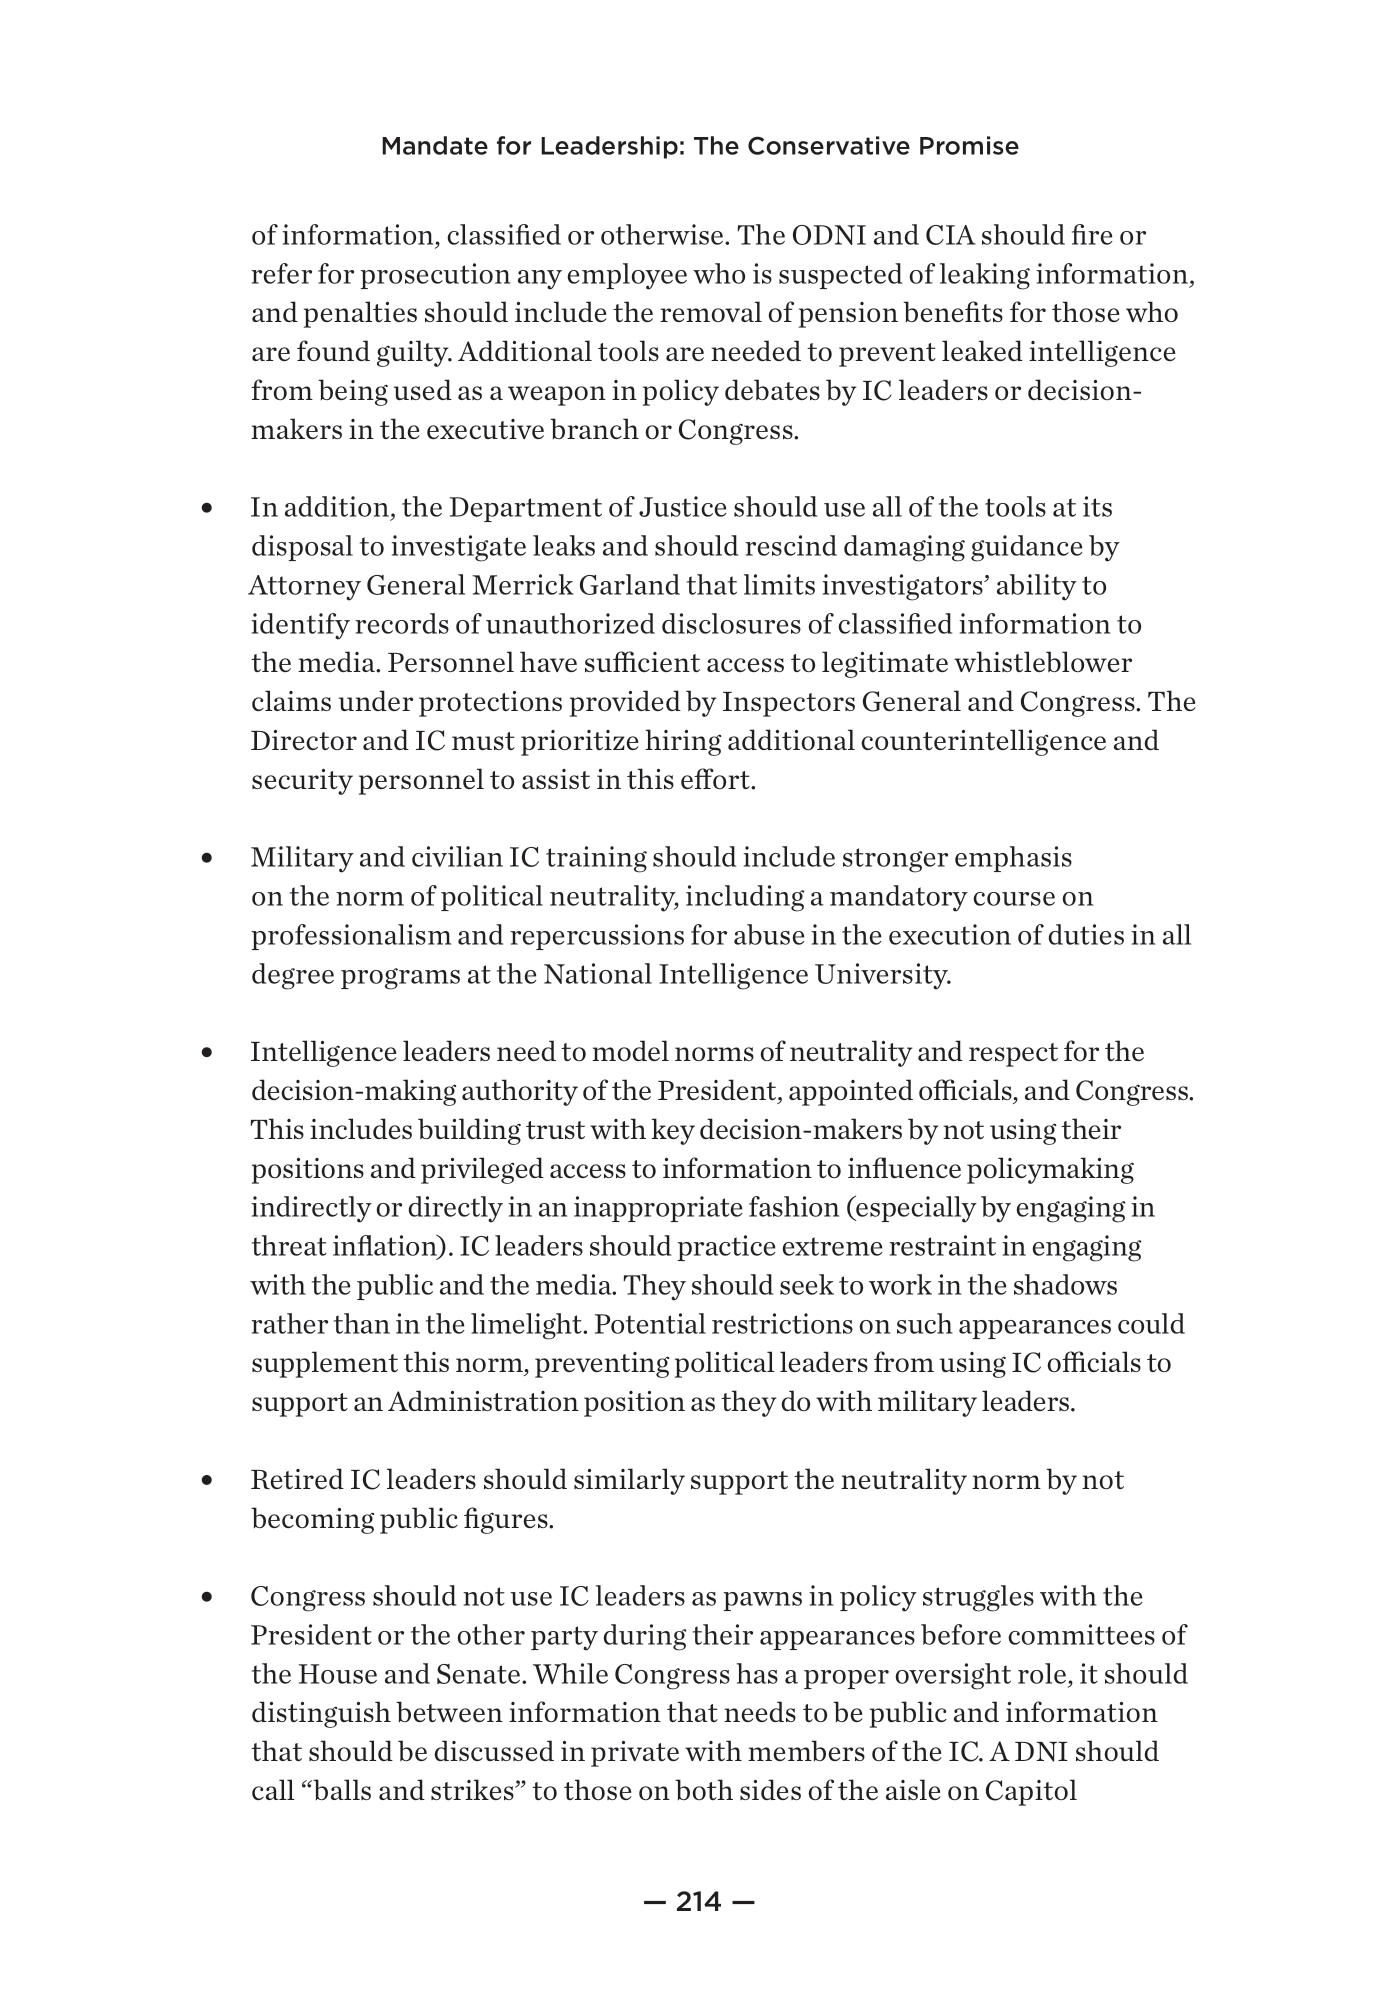 Mandate for Leadership: The Conservative Promise
of information, classified or otherwise. The ODNI and CIA should fire or
refer for prosecution any employee who is suspected of leaking information,
and penalties should include the removal of pension benefits for those who
are found guilty. Additional tools are needed to prevent leaked intelligence
from being used as a weapon in policy debates by IC leaders or decision-
makers in the executive branch or Congress.
• In addition, the Department of Justice should use all of the tools at its
disposal to investigate leaks and should rescind damaging guidance by
Attorney General Merrick Garland that limits investigators’ ability to
identify records of unauthorized disclosures of classified information to
the media. Personnel have sufficient access to legitimate whistleblower
claims under protections provided by Inspectors General and Congress. The
Director and IC must prioritize hiring additional counterintelligence and
security personnel to assist in this effort.
• Military and civilian IC training should include stronger emphasis
on the norm of political neutrality, including a mandatory course on
professionalism and repercussions for abuse in the execution of duties in all
degree programs at the National Intelligence University.
• Intelligence leaders need to model norms of neutrality and respect for the
decision-making authority of the President, appointed officials, and Congress.
This includes building trust with key decision-makers by not using their
positions and privileged access to information to influence policymaking
indirectly or directly in an inappropriate fashion (especially by engaging in
threat inflation). IC leaders should practice extreme restraint in engaging
with the public and the media. They should seek to work in the shadows
rather than in the limelight. Potential restrictions on such appearances could
supplement this norm, preventing political leaders from using IC officials to
support an Administration position as they do with military leaders.
• Retired IC leaders should similarly support the neutrality norm by not
becoming public figures.
• Congress should not use IC leaders as pawns in policy struggles with the
President or the other party during their appearances before committees of
the House and Senate. While Congress has a proper oversight role, it should
distinguish between information that needs to be public and information
that should be discussed in private with members of the IC. A DNI should
call “balls and strikes” to those on both sides of the aisle on Capitol
— 214 —